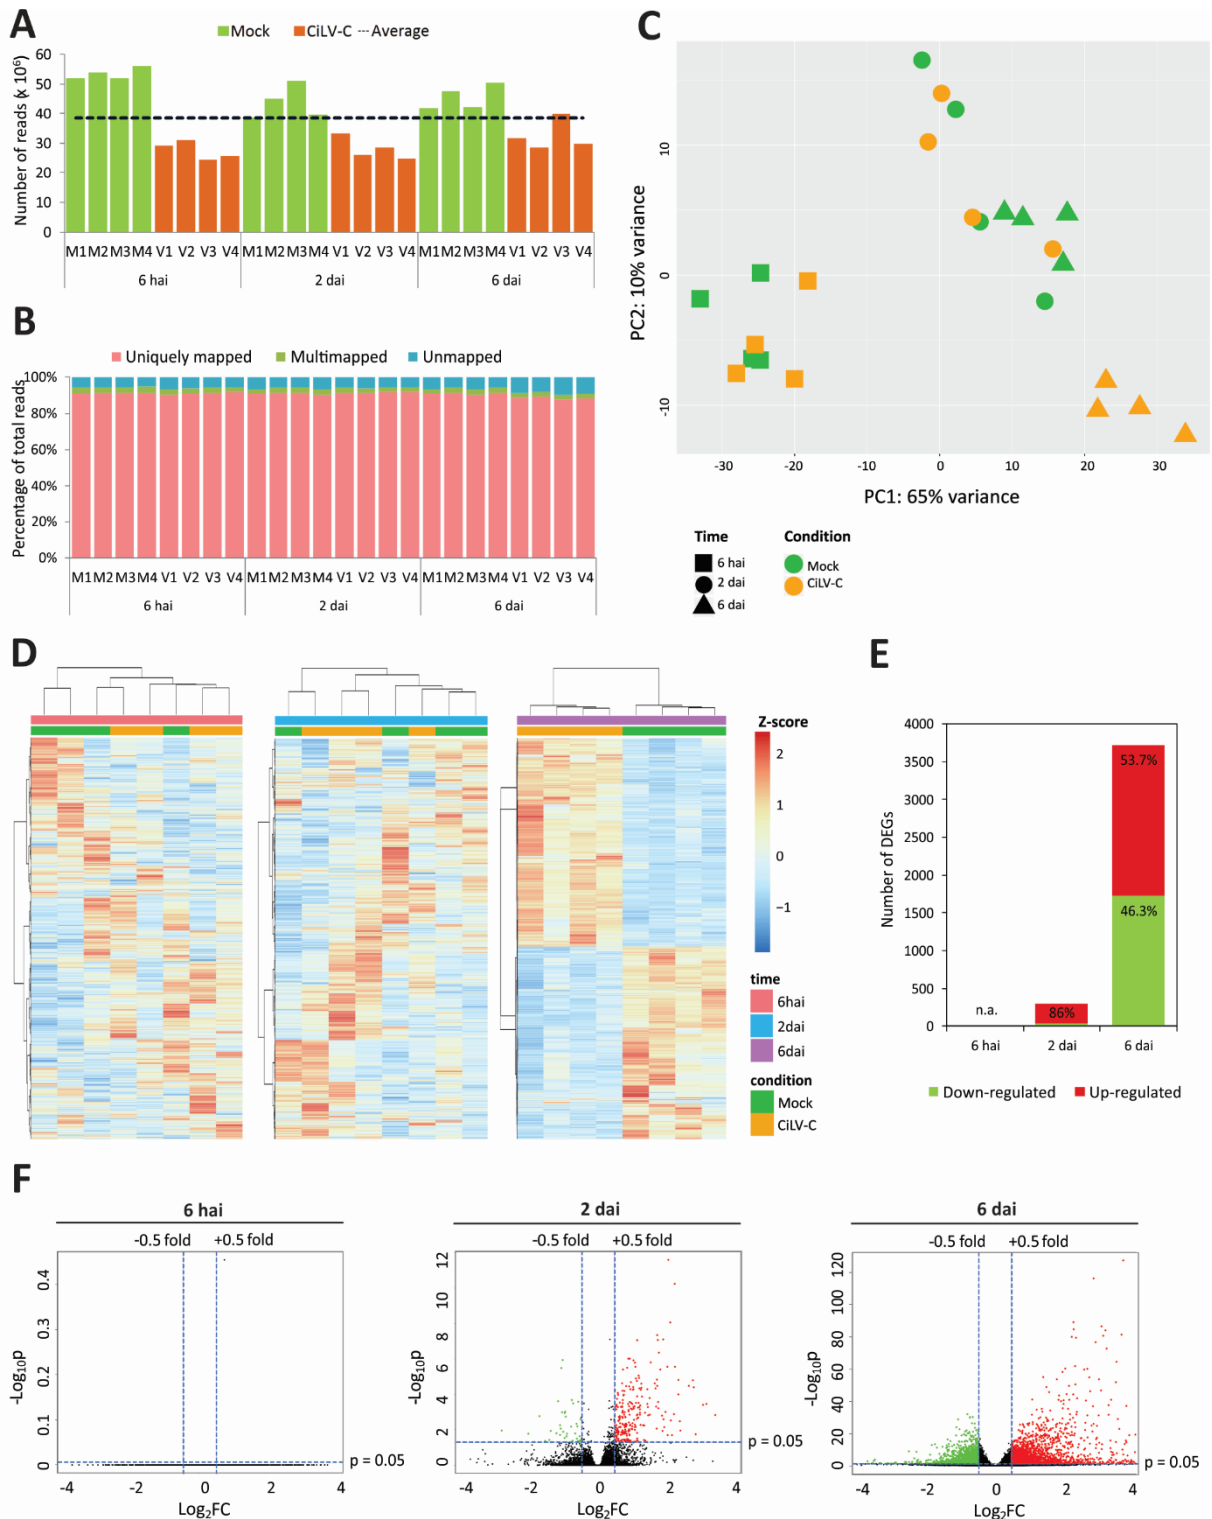 A
Mock CiLV-C ---Average
Number of reads (x 10⁶)
60
50
40
30
20
10
0
M1 M2 M3 M4 V1 V2 V3 V4 M1 M2 M3 M4 V1 V2 V3 V4 M1 M2 M3 M4 V1 V2 V3 V4
6 hai 2 dai 6 dai
B
Uniquely mapped Multimapped Unmapped
Percentage of total reads
100%
80%
60%
40%
20%
0%
M1 M2 M3 M4 V1 V2 V3 V4 M1 M2 M3 M4 V1 V2 V3 V4 M1 M2 M3 M4 V1 V2 V3 V4
6 hai 2 dai 6 dai
C
PC2: 10% variance
10
0
-10
-30 -20 -10 0 10 20 30
PC1: 65% variance
Time Condition
6 hai Mock
2 dai CiLV-C
6 dai
D
Z-score
2
1
0
−1
time
6hai
2dai
6dai
condition
Mock
CiLV-C
E
Number of DEGs
4000
3500
3000
2500
2000
1500
1000
500
0
53.7%
46.3%
n.a. 86%
6 hai 2 dai 6 dai
Down-regulated Up-regulated
F
6 hai
-0.5 fold +0.5 fold
-Log₁₀p
0.4
0.3
0.2
0.1
0
p = 0.05
-4 -2 0 2 4
Log₂FC
2 dai
-0.5 fold +0.5 fold
-Log₁₀p
12
10
8
6
4
2
0
p = 0.05
-4 -2 0 2 4
Log₂FC
6 dai
-0.5 fold +0.5 fold
-Log₁₀p
120
100
80
60
40
20
0
p = 0.05
-4 -2 0 2 4
Log₂FC